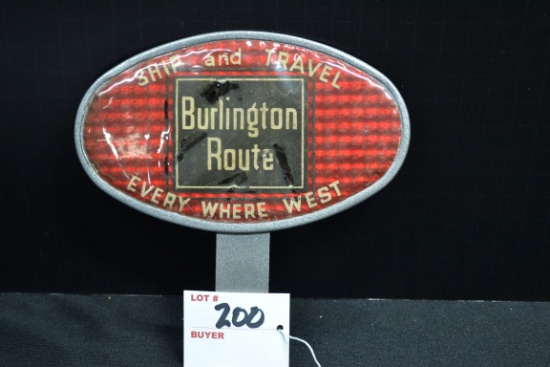 SHIP and TRAVEL
Burlington
Route
EVERY WHERE WEST
LOT #
200
BUYER